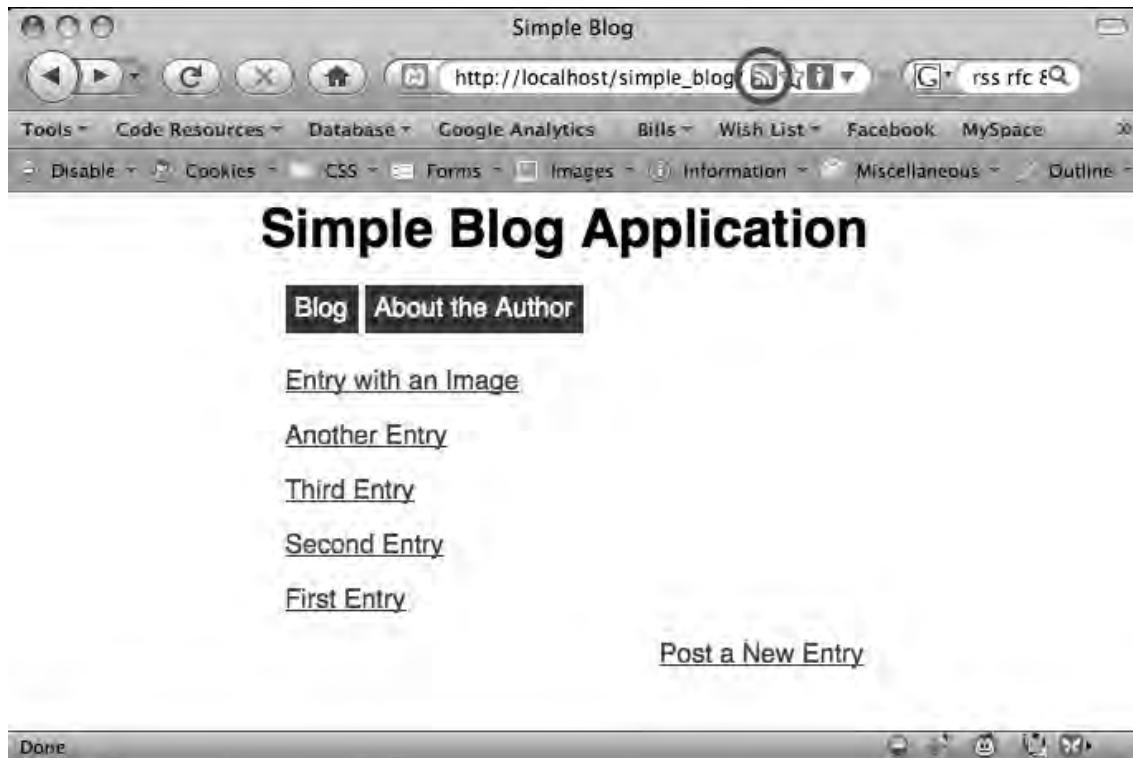 Simple Blog
http://localhost/simple_blog
G rss rfc 8
Tools Code Resources Database Google Analytics Bills Wish List Facebook MySpace
Disable Cookies CSS Forms Images Information Miscellaneous Outline
Simple Blog Application
Blog About the Author
Entry with an Image
Another Entry
Third Entry
Second Entry
First Entry
Post a New Entry
Done